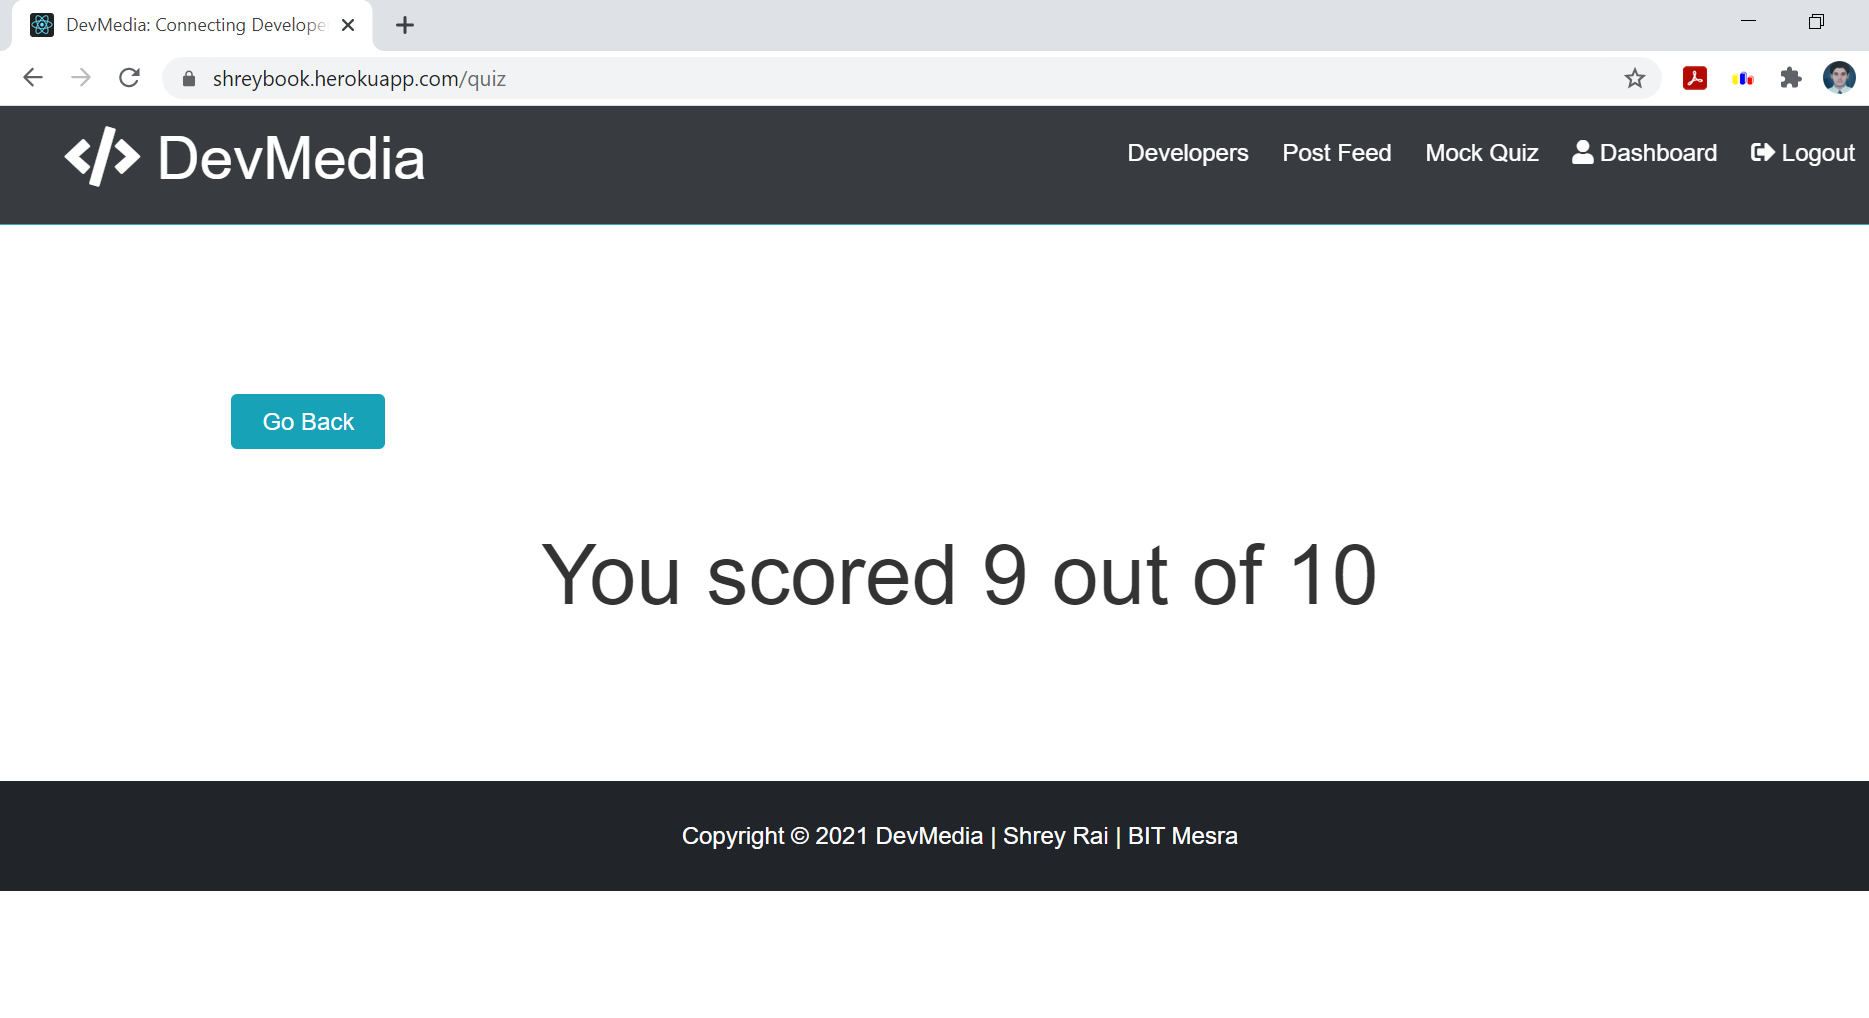 DevMedia: Connecting Develope
shreybook.herokuapp.com/quiz
DevMedia
Developers Post Feed Mock Quiz Dashboard Logout
Go Back
You scored 9 out of 10
Copyright © 2021 DevMedia | Shrey Rai | BIT Mesra